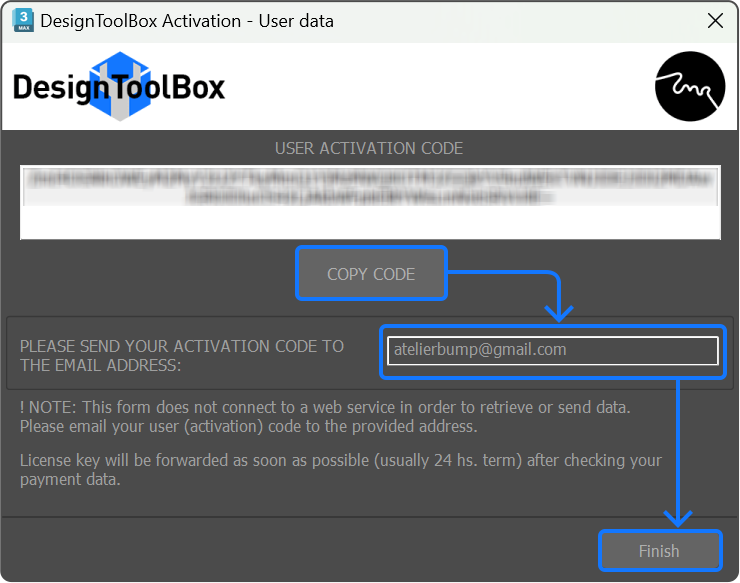 3
MAX
DesignToolBox Activation - User data
DesignToolBox
USER ACTIVATION CODE
COPY CODE
PLEASE SEND YOUR ACTIVATION CODE TO
THE EMAIL ADDRESS:
atelierbump@gmail.com
! NOTE: This form does not connect to a web service in order to retrieve or send data.
Please email your user (activation) code to the provided address.
License key will be forwarded as soon as possible (usually 24 hs. term) after checking your
payment data.
Finish